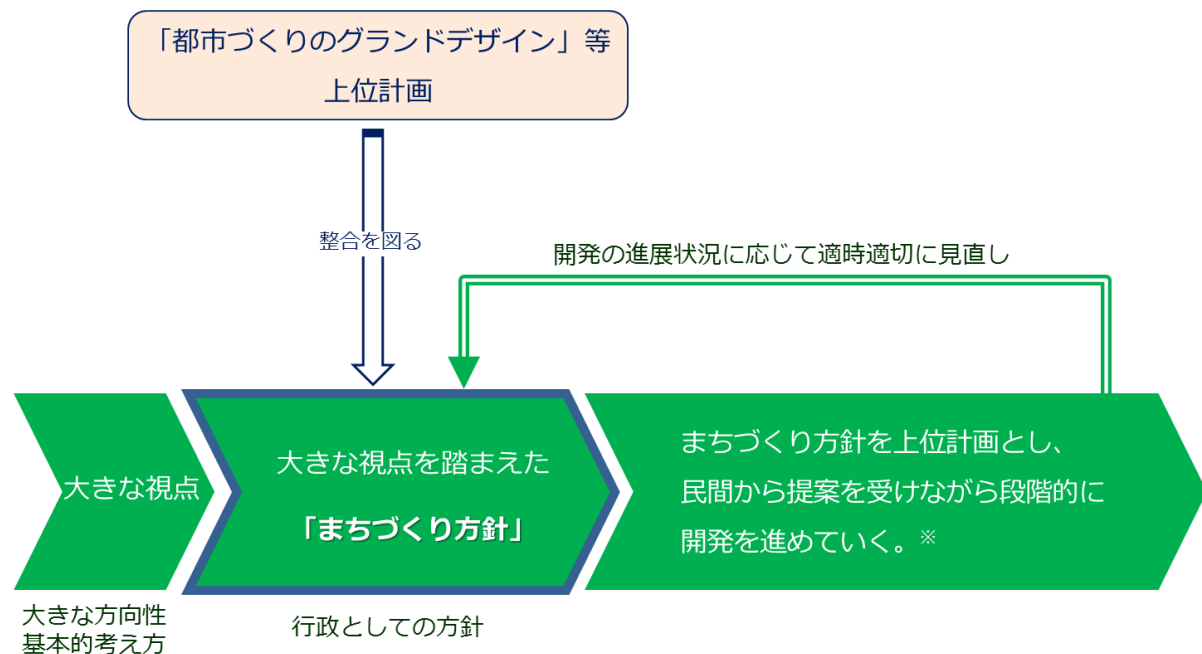 「都市づくりのグランドデザイン」等
上位計画
整合を図る
開発の進展状況に応じて適時適切に見直し
大きな視点
大きな視点を踏まえた
「まちづくり方針」
まちづくり方針を上位計画とし、
民間から提案を受けながら段階的に
開発を進めていく。※
大きな方向性
基本的考え方
行政としての方針